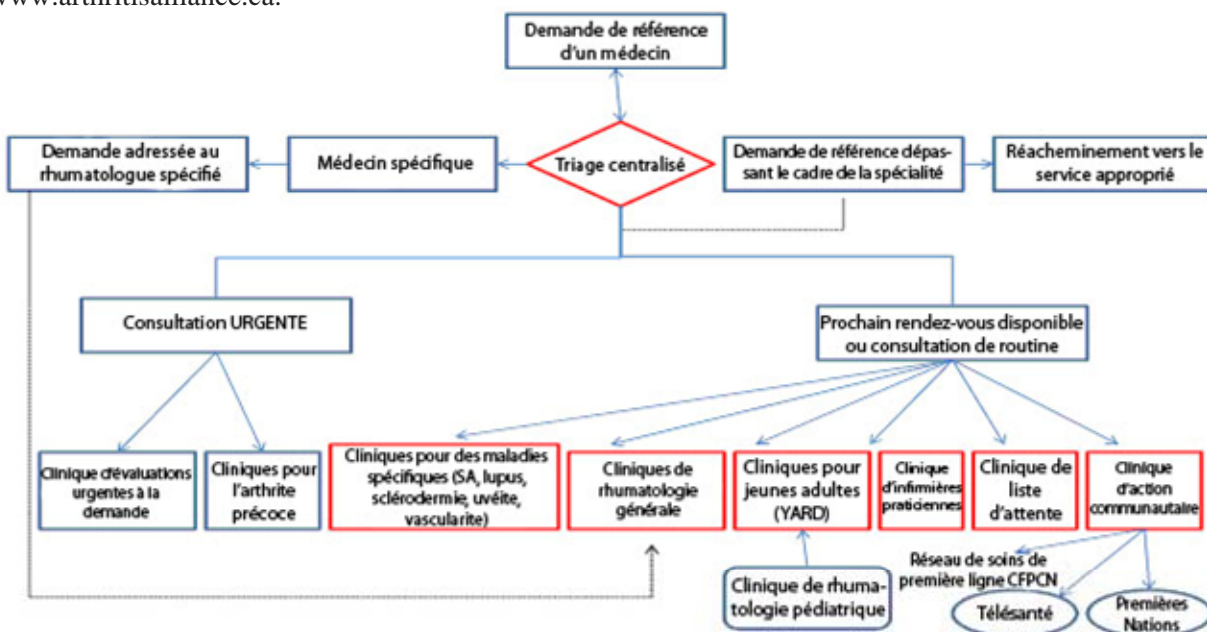 www.arthritisalliance.ca.
Demande de référence
d'un médecin
Demande adressée au
rhumatologue spécifié
Médecin spécifique
Triage centralisé
Demande de référence dépas-
sant le cadre de la spécialité
Réacheminement vers le
service approprié
Consultation URGENTE
Prochain rendez-vous disponible
ou consultation de routine
Clinique d'évaluations
urgentes à la
demande
Cliniques pour
l'arthrite
précoce
Cliniques pour des maladies
spécifiques (SA, lupus,
sclérodermie, uvéite,
vascularite)
Cliniques de
rhumatologie
générale
Cliniques pour
jeunes adultes
(YARD)
Clinique
d'infirmières
praticiennes
Clinique de
liste
d'attente
Clinique
d'action
communautaire
Clinique de rhuma-
tologie pédiatrique
Réseau de soins de
première ligne CFPCN
Télésanté
Premières
Nations